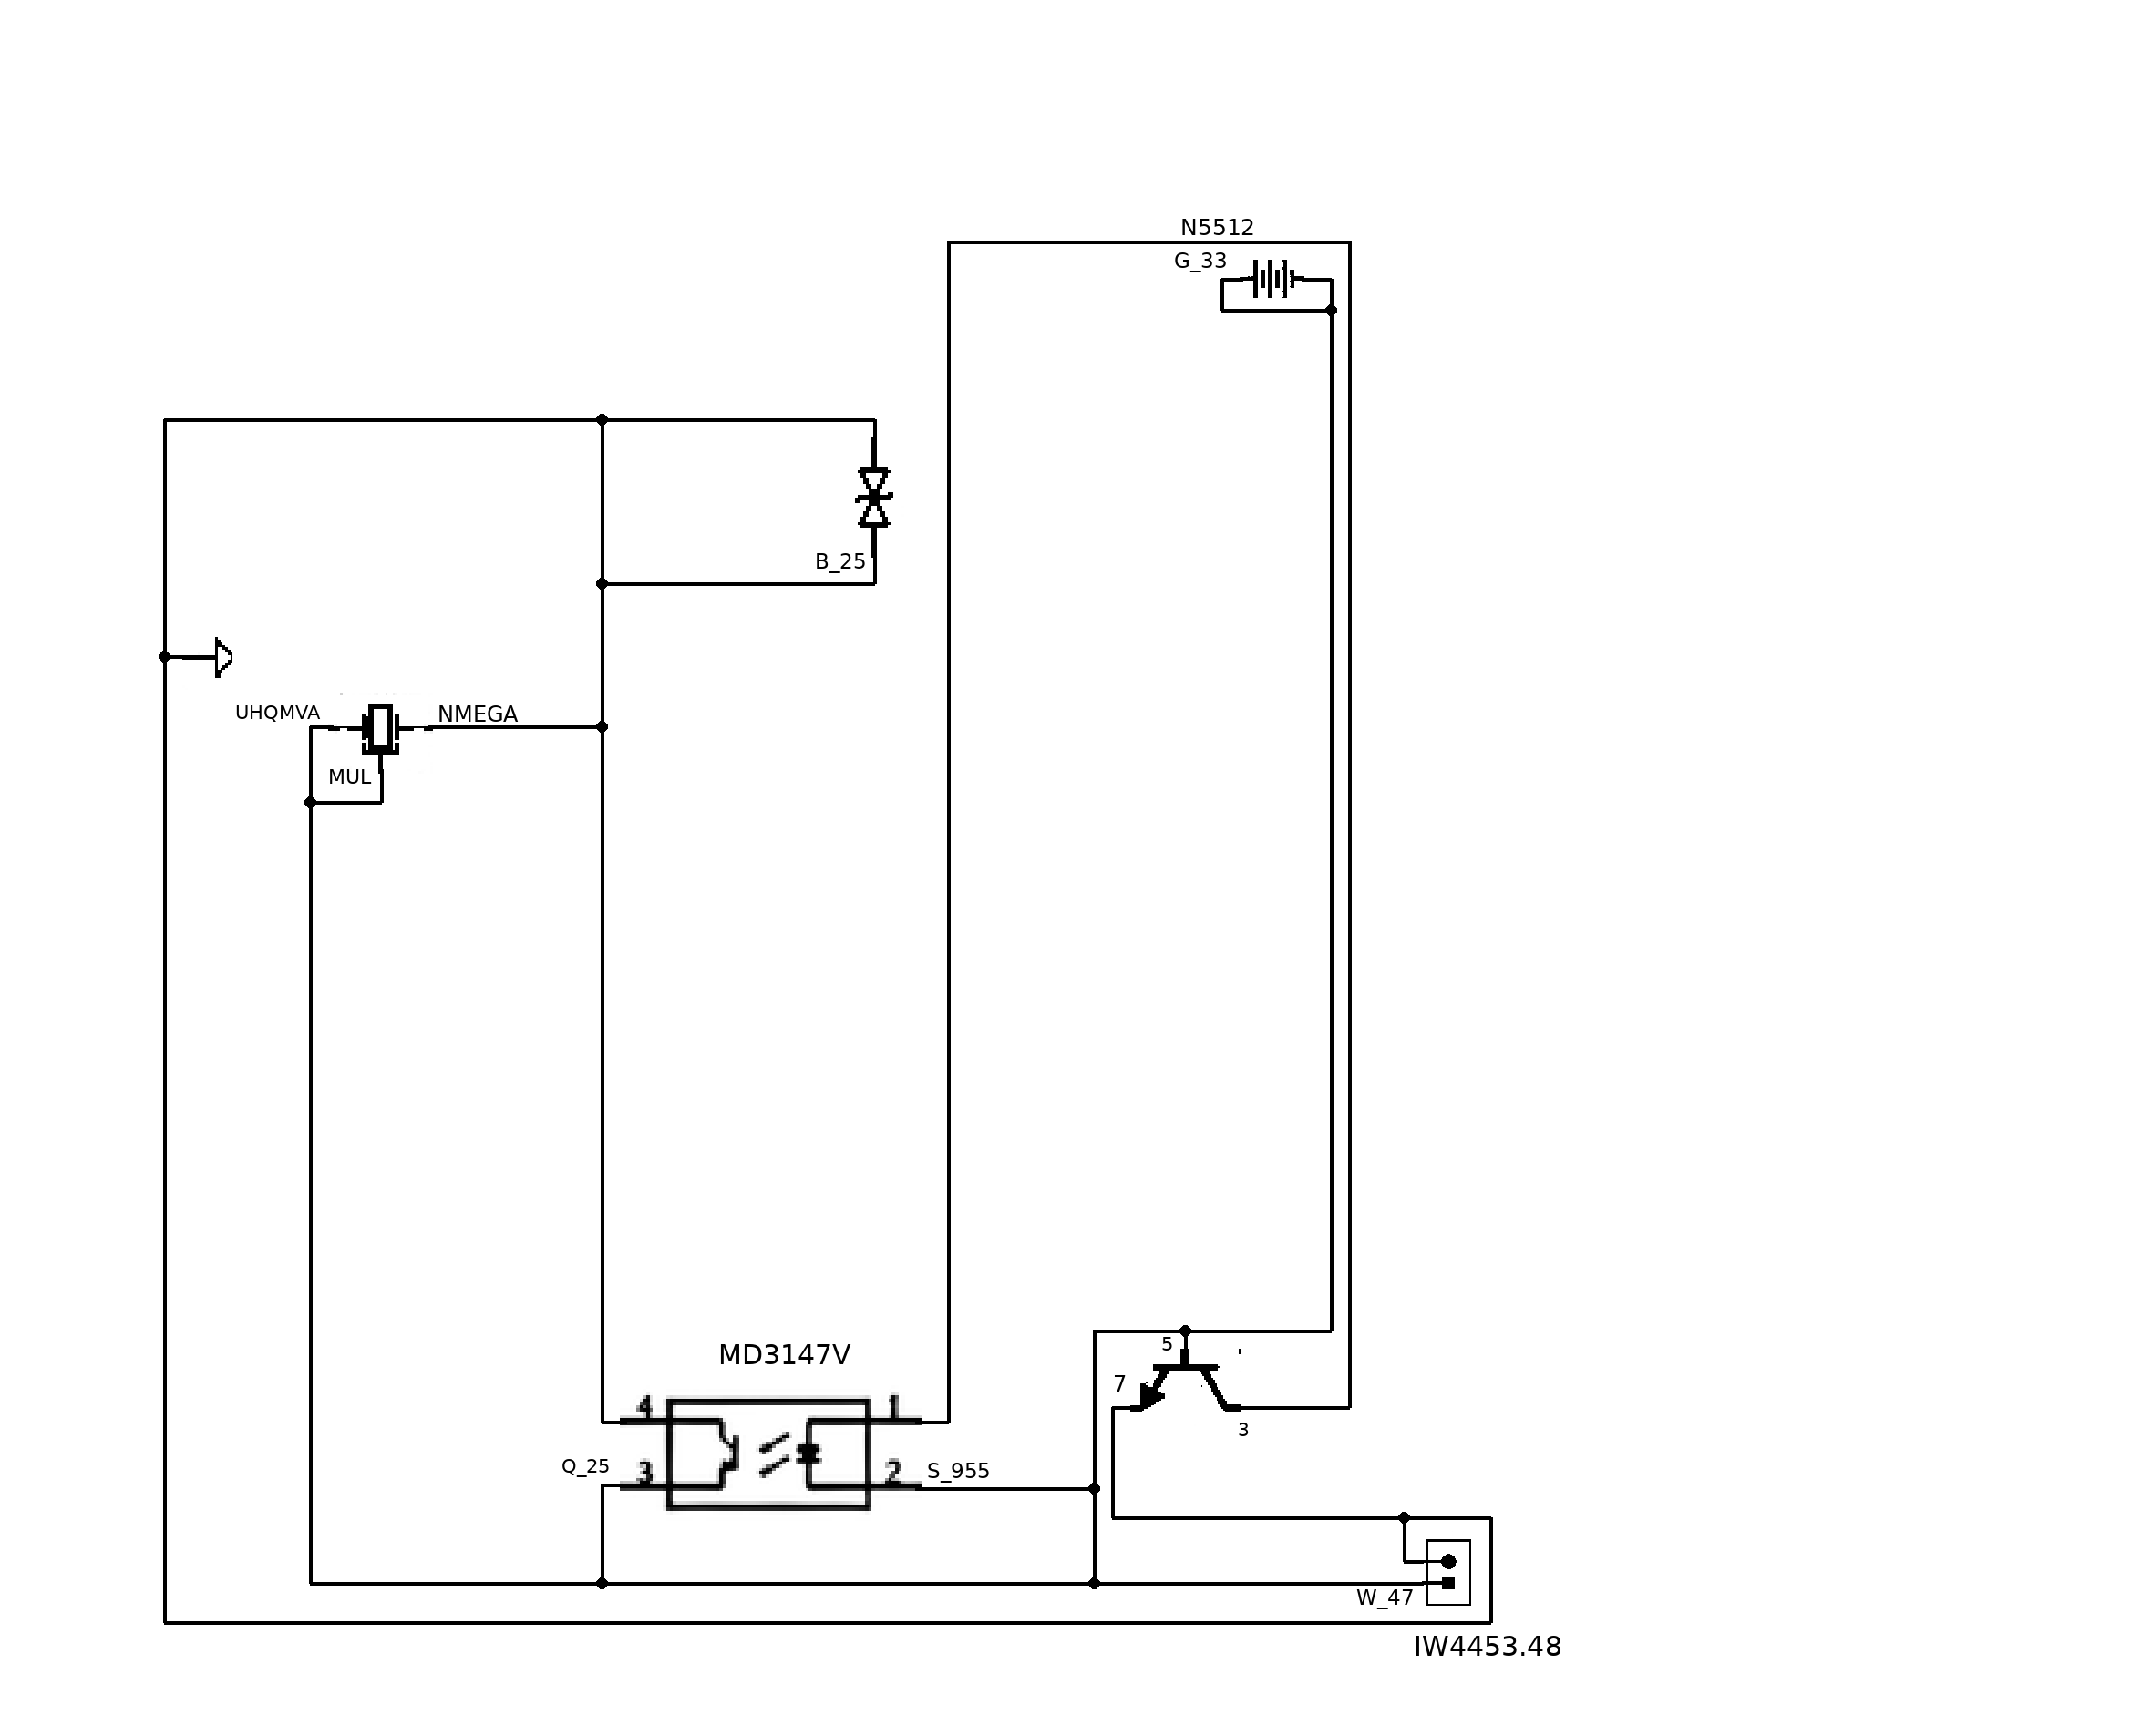 N5512
G_33
B_25
UHQMVA
NMEGA
MUL
MD3147V
5
7
4
1
3
Q_25
3
2
S_955
W_47
IW4453.48